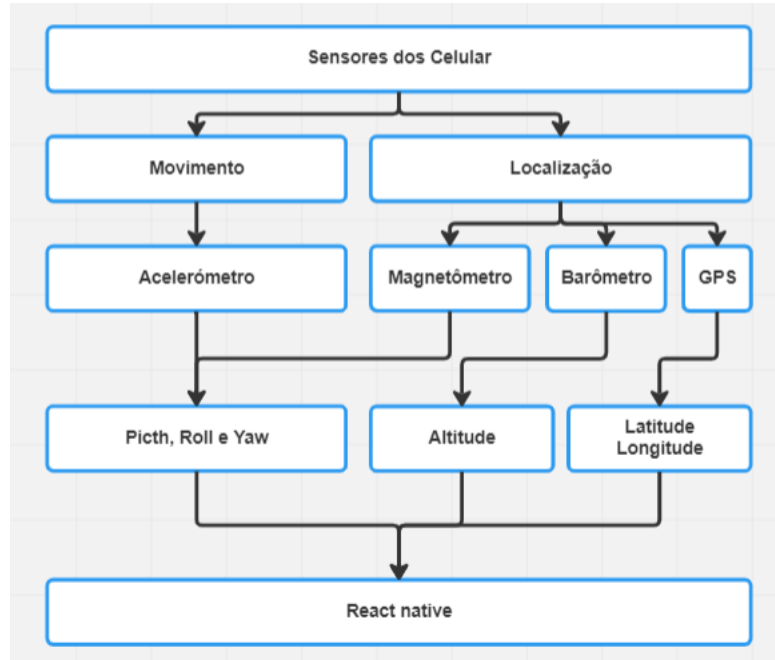 Sensores dos Celular
Movimento
Localização
Acelerómetro
Magnetômetro
Barômetro
GPS
Picth, Roll e Yaw
Altitude
Latitude
Longitude
React native